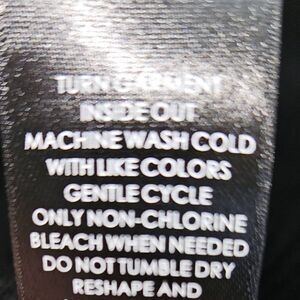 TURN GARMENT
INSIDE OUT
MACHINE WASH COLD
WITH LIKE COLORS
GENTLE CYCLE
ONLY NON-CHLORINE
BLEACH WHEN NEEDED
DO NOT TUMBLE DRY
RESHAPE AND